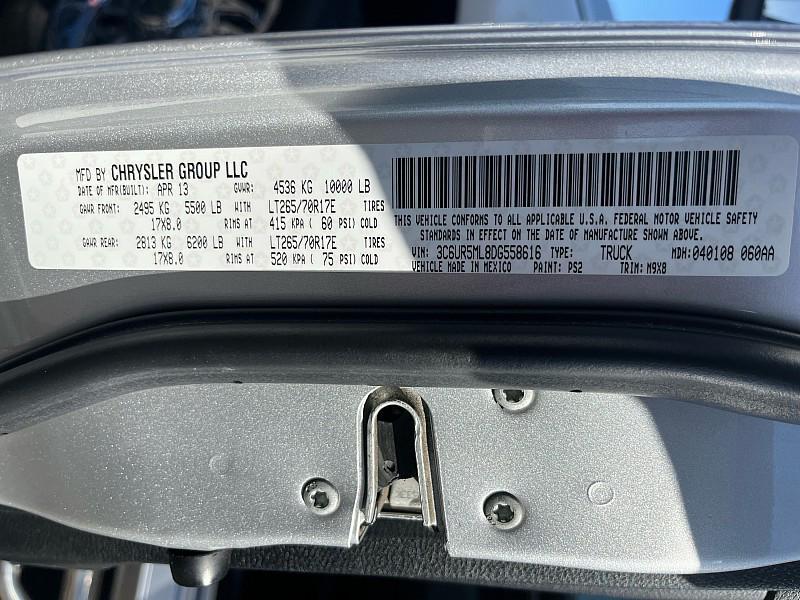 MFD BY CHRYSLER GROUP LLC
DATE OF MFR(BUILT): APR 13 GVWR: 4536 KG 10000 LB
GAWR FRONT: 2495 KG 5500 LB WITH LT265/70R17E TIRES
17X8.0 RIMS AT 415 KPA ( 60 PSI) COLD
GAWR REAR: 2813 KG 6200 LB WITH LT265/70R17E TIRES
17X8.0 RIMS AT 520 KPA ( 75 PSI) COLD
THIS VEHICLE CONFORMS TO ALL APPLICABLE U.S.A. FEDERAL MOTOR VEHICLE SAFETY
STANDARDS IN EFFECT ON THE DATE OF MANUFACTURE SHOWN ABOVE.
VIN: 3C6UR5ML8DG558616 TYPE: TRUCK MDH: 040108 060AA
VEHICLE MADE IN MEXICO PAINT: PS2 TRIM: M9X8